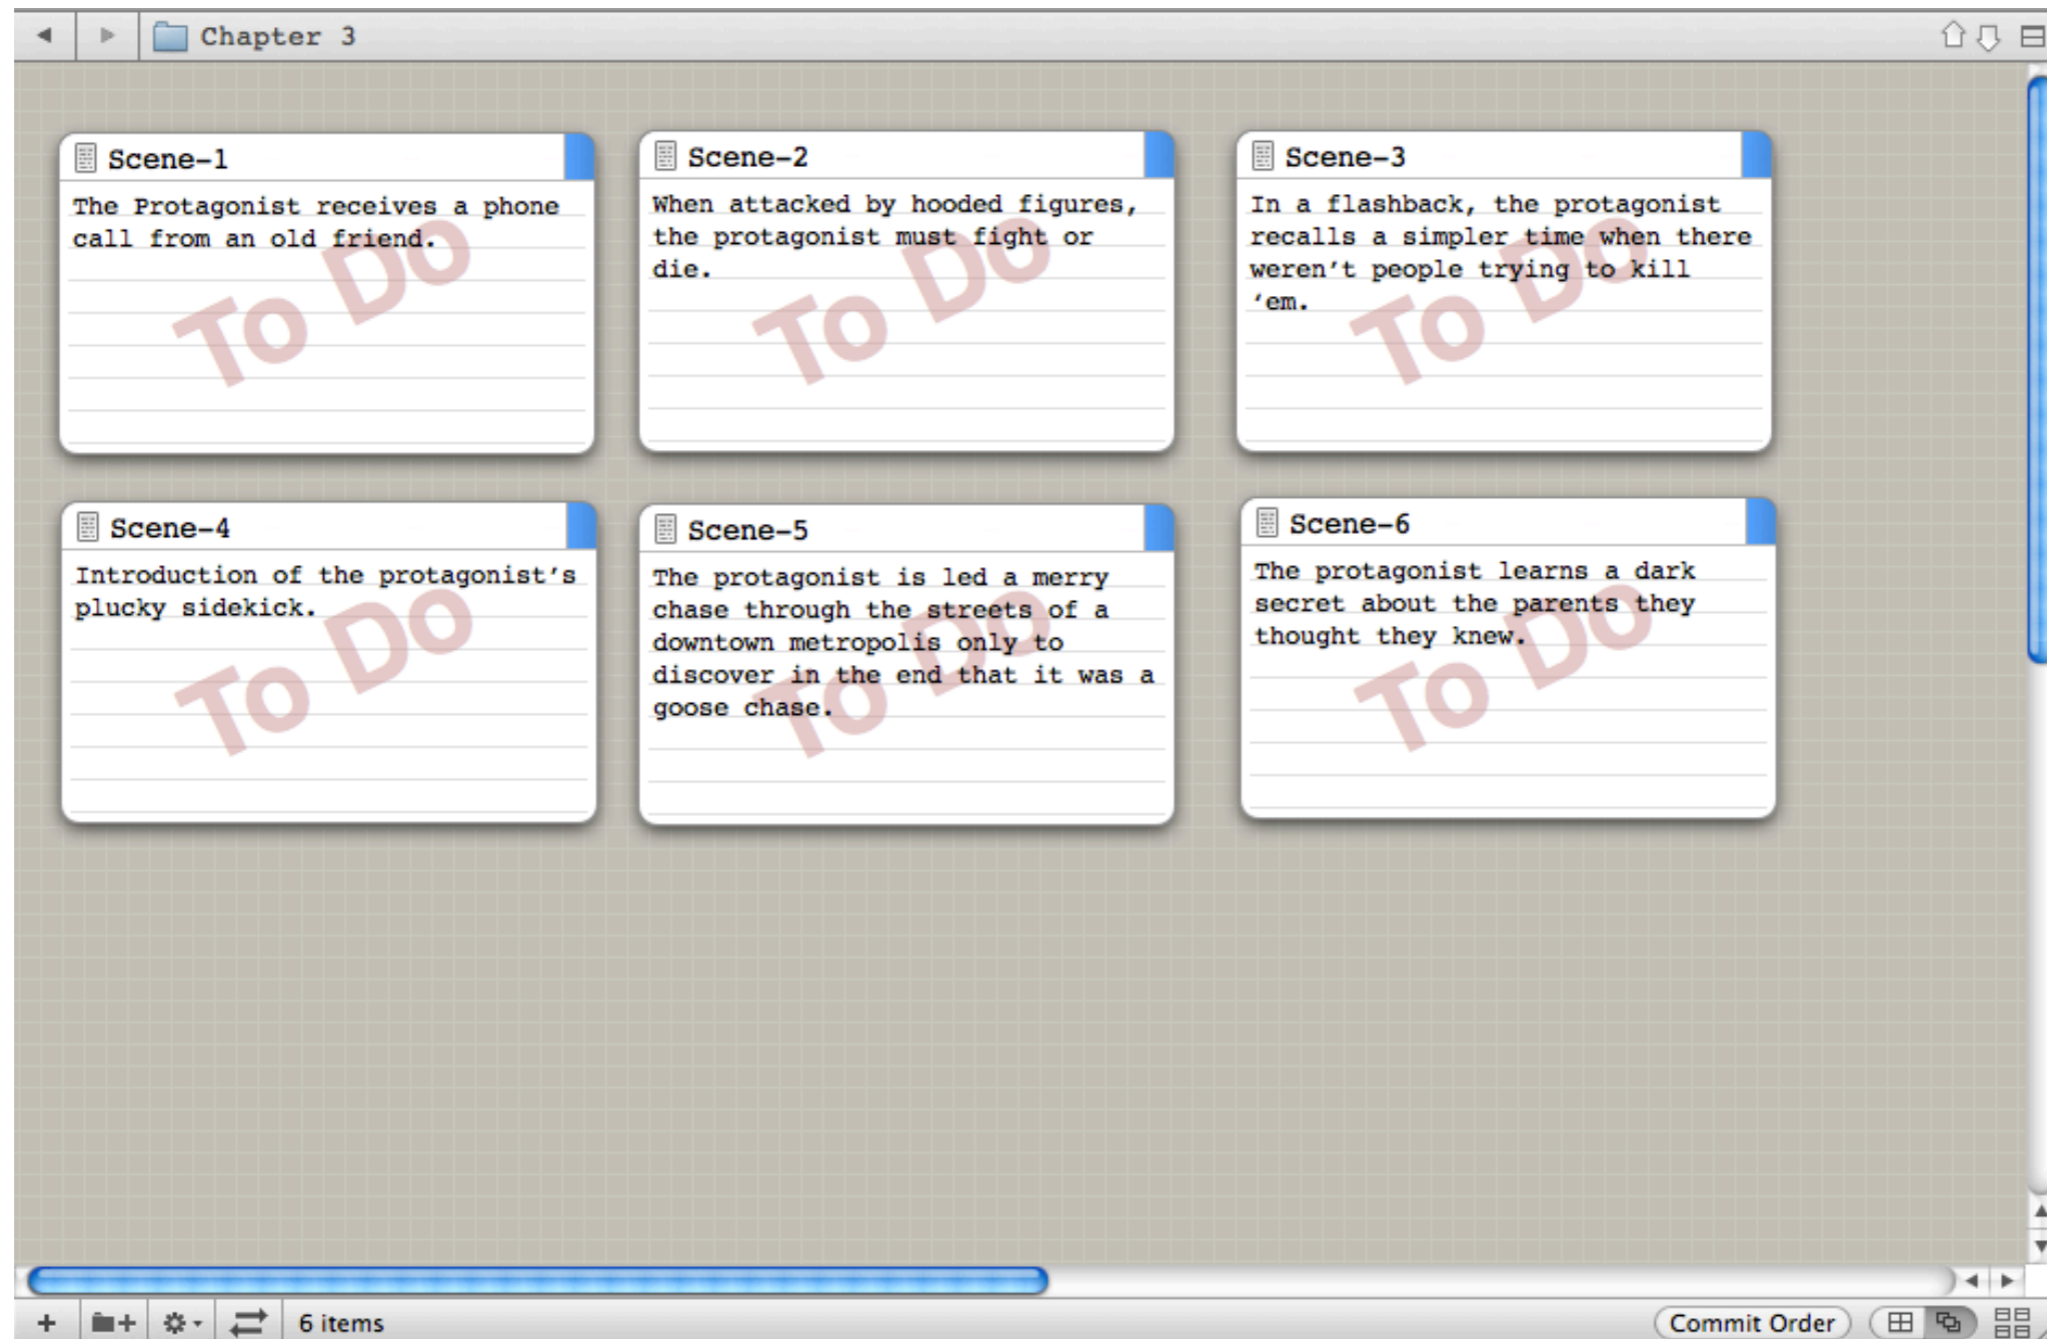 Chapter 3
Scene-1
The Protagonist receives a phone
call from an old friend.
To Do
Scene-2
When attacked by hooded figures,
the protagonist must fight or
die.
To Do
Scene-3
In a flashback, the protagonist
recalls a simpler time when there
weren't people trying to kill
'em.
To Do
Scene-4
Introduction of the protagonist's
plucky sidekick.
To Do
Scene-5
The protagonist is led a merry
chase through the streets of a
downtown metropolis only to
discover in the end that it was a
goose chase.
To Do
Scene-6
The protagonist learns a dark
secret about the parents they
thought they knew.
To Do
6 items
Commit Order